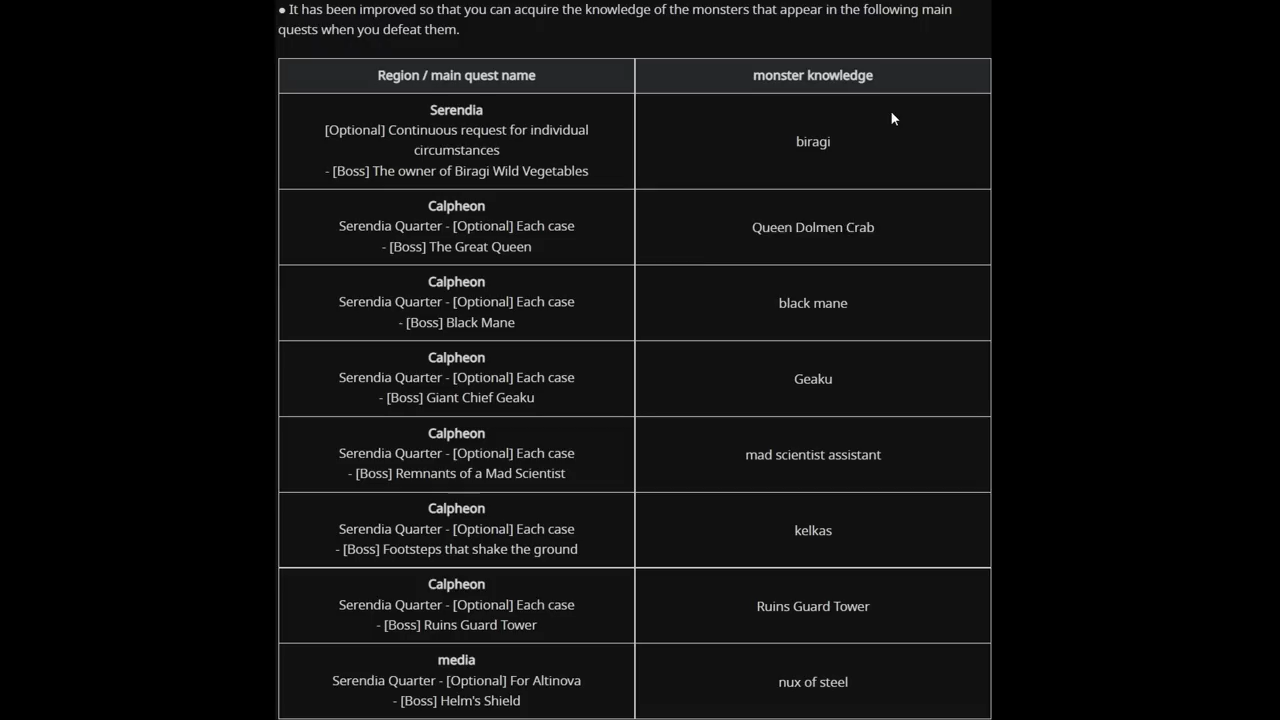 ● It has been improved so that you can acquire the knowledge of the monsters that appear in the following main
quests when you defeat them.
Region / main quest name
monster knowledge
Serendia
[Optional] Continuous request for individual
circumstances
- [Boss] The owner of Biragi Wild Vegetables
biragi
Calpheon
Serendia Quarter - [Optional] Each case
- [Boss] The Great Queen
Queen Dolmen Crab
Calpheon
Serendia Quarter - [Optional] Each case
- [Boss] Black Mane
black mane
Calpheon
Serendia Quarter - [Optional] Each case
- [Boss] Giant Chief Geaku
Geaku
Calpheon
Serendia Quarter - [Optional] Each case
- [Boss] Remnants of a Mad Scientist
mad scientist assistant
Calpheon
Serendia Quarter - [Optional] Each case
- [Boss] Footsteps that shake the ground
kelkas
Calpheon
Serendia Quarter - [Optional] Each case
- [Boss] Ruins Guard Tower
Ruins Guard Tower
media
Serendia Quarter - [Optional] For Altinova
- [Boss] Helm's Shield
nux of steel